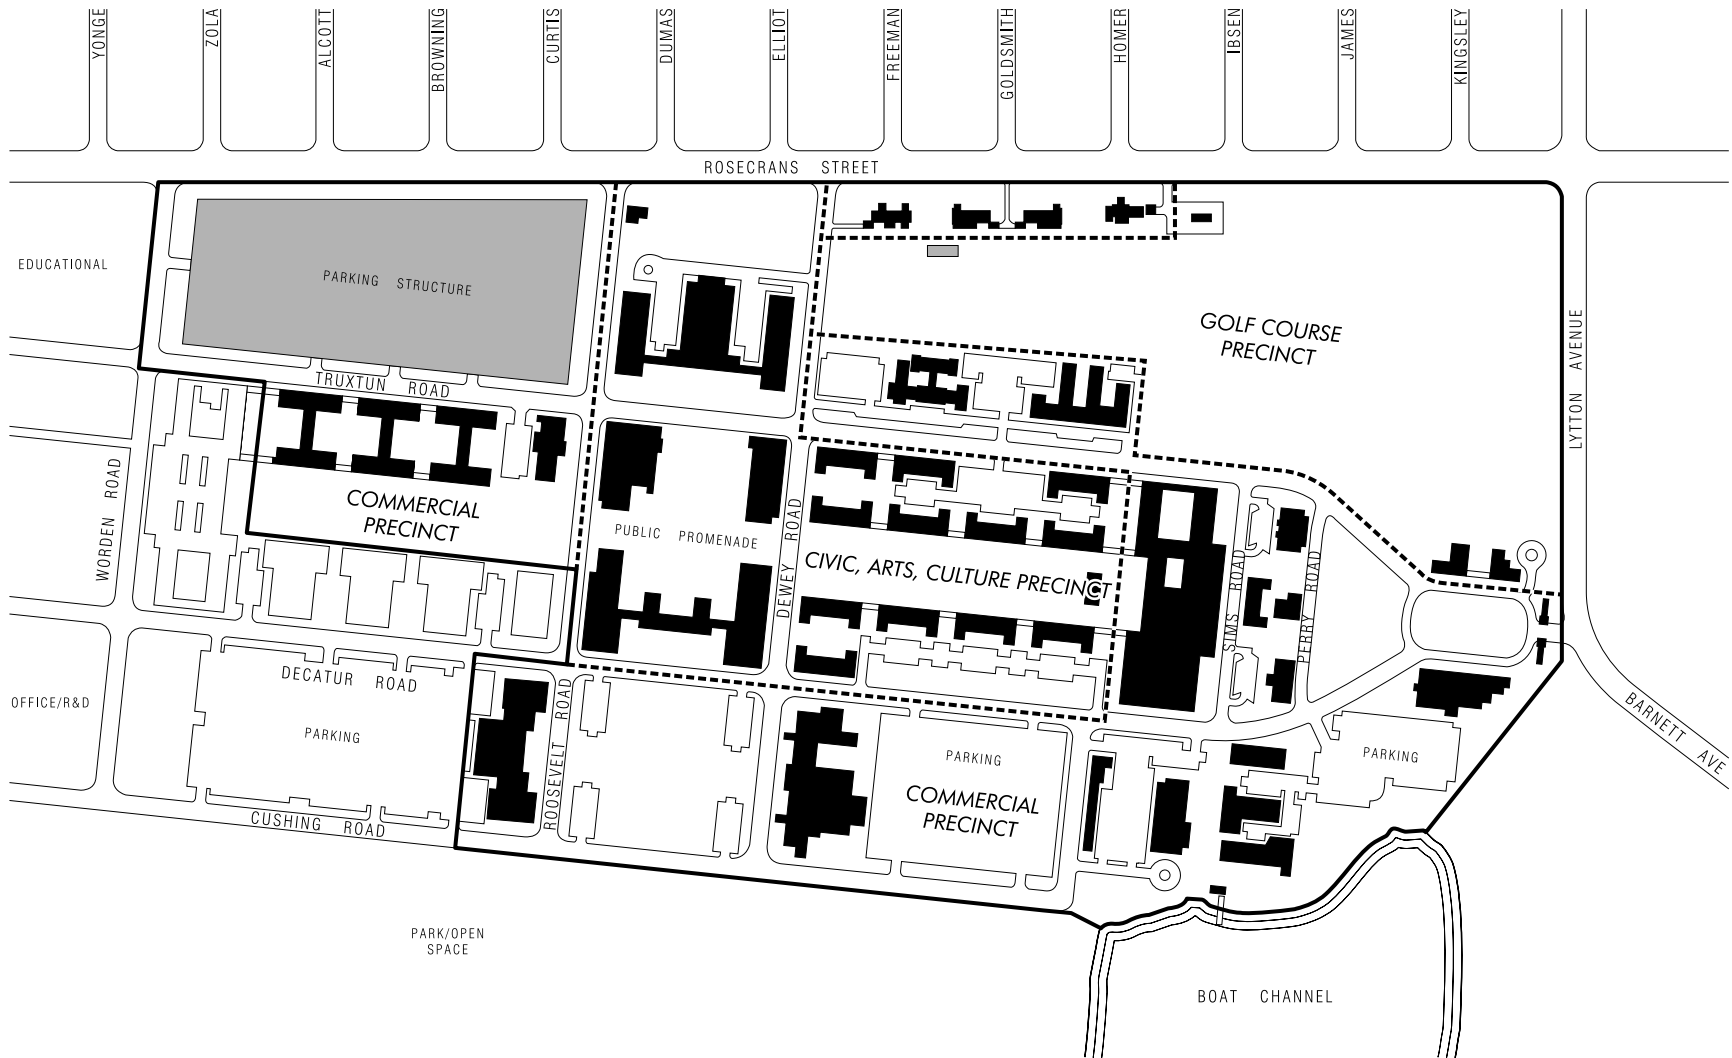 YONGE
ZOLA
ALCOTT
BROWNING
CURTIS
DUMAS
ELLIOT
FREEMAN
GOLDSMITH
HOMER
IBSEN
JAMES
KINGSLEY
ROSECRANS STREET
EDUCATIONAL
PARKING STRUCTURE
GOLF COURSE
PRECINCT
LYTTON AVENUE
TRUXTUN ROAD
WORDEN ROAD
COMMERCIAL
PRECINCT
PUBLIC PROMENADE
DEWEY ROAD
CIVIC, ARTS, CULTURE PRECINCT
SIMS ROAD
PERRY ROAD
DECATUR ROAD
OFFICE/R&D
PARKING
ROOSEVELT ROAD
PARKING
COMMERCIAL
PRECINCT
PARKING
BARNETT AVE
CUSHING ROAD
PARK/OPEN
SPACE
BOAT CHANNEL